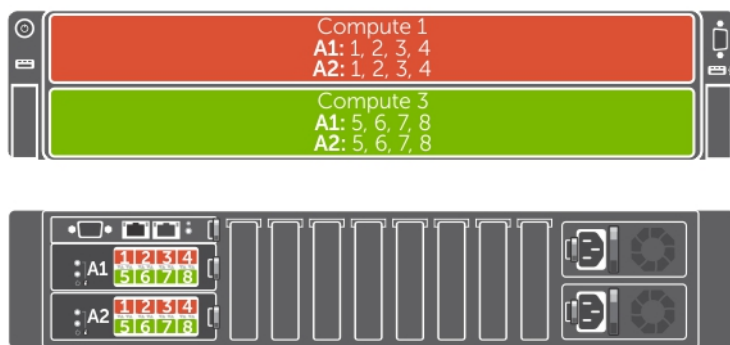 Compute 1
A1: 1, 2, 3, 4
A2: 1, 2, 3, 4
Compute 3
A1: 5, 6, 7, 8
A2: 5, 6, 7, 8
A1 1 2 3 4
5 6 7 8
A2 1 2 3 4
5 6 7 8